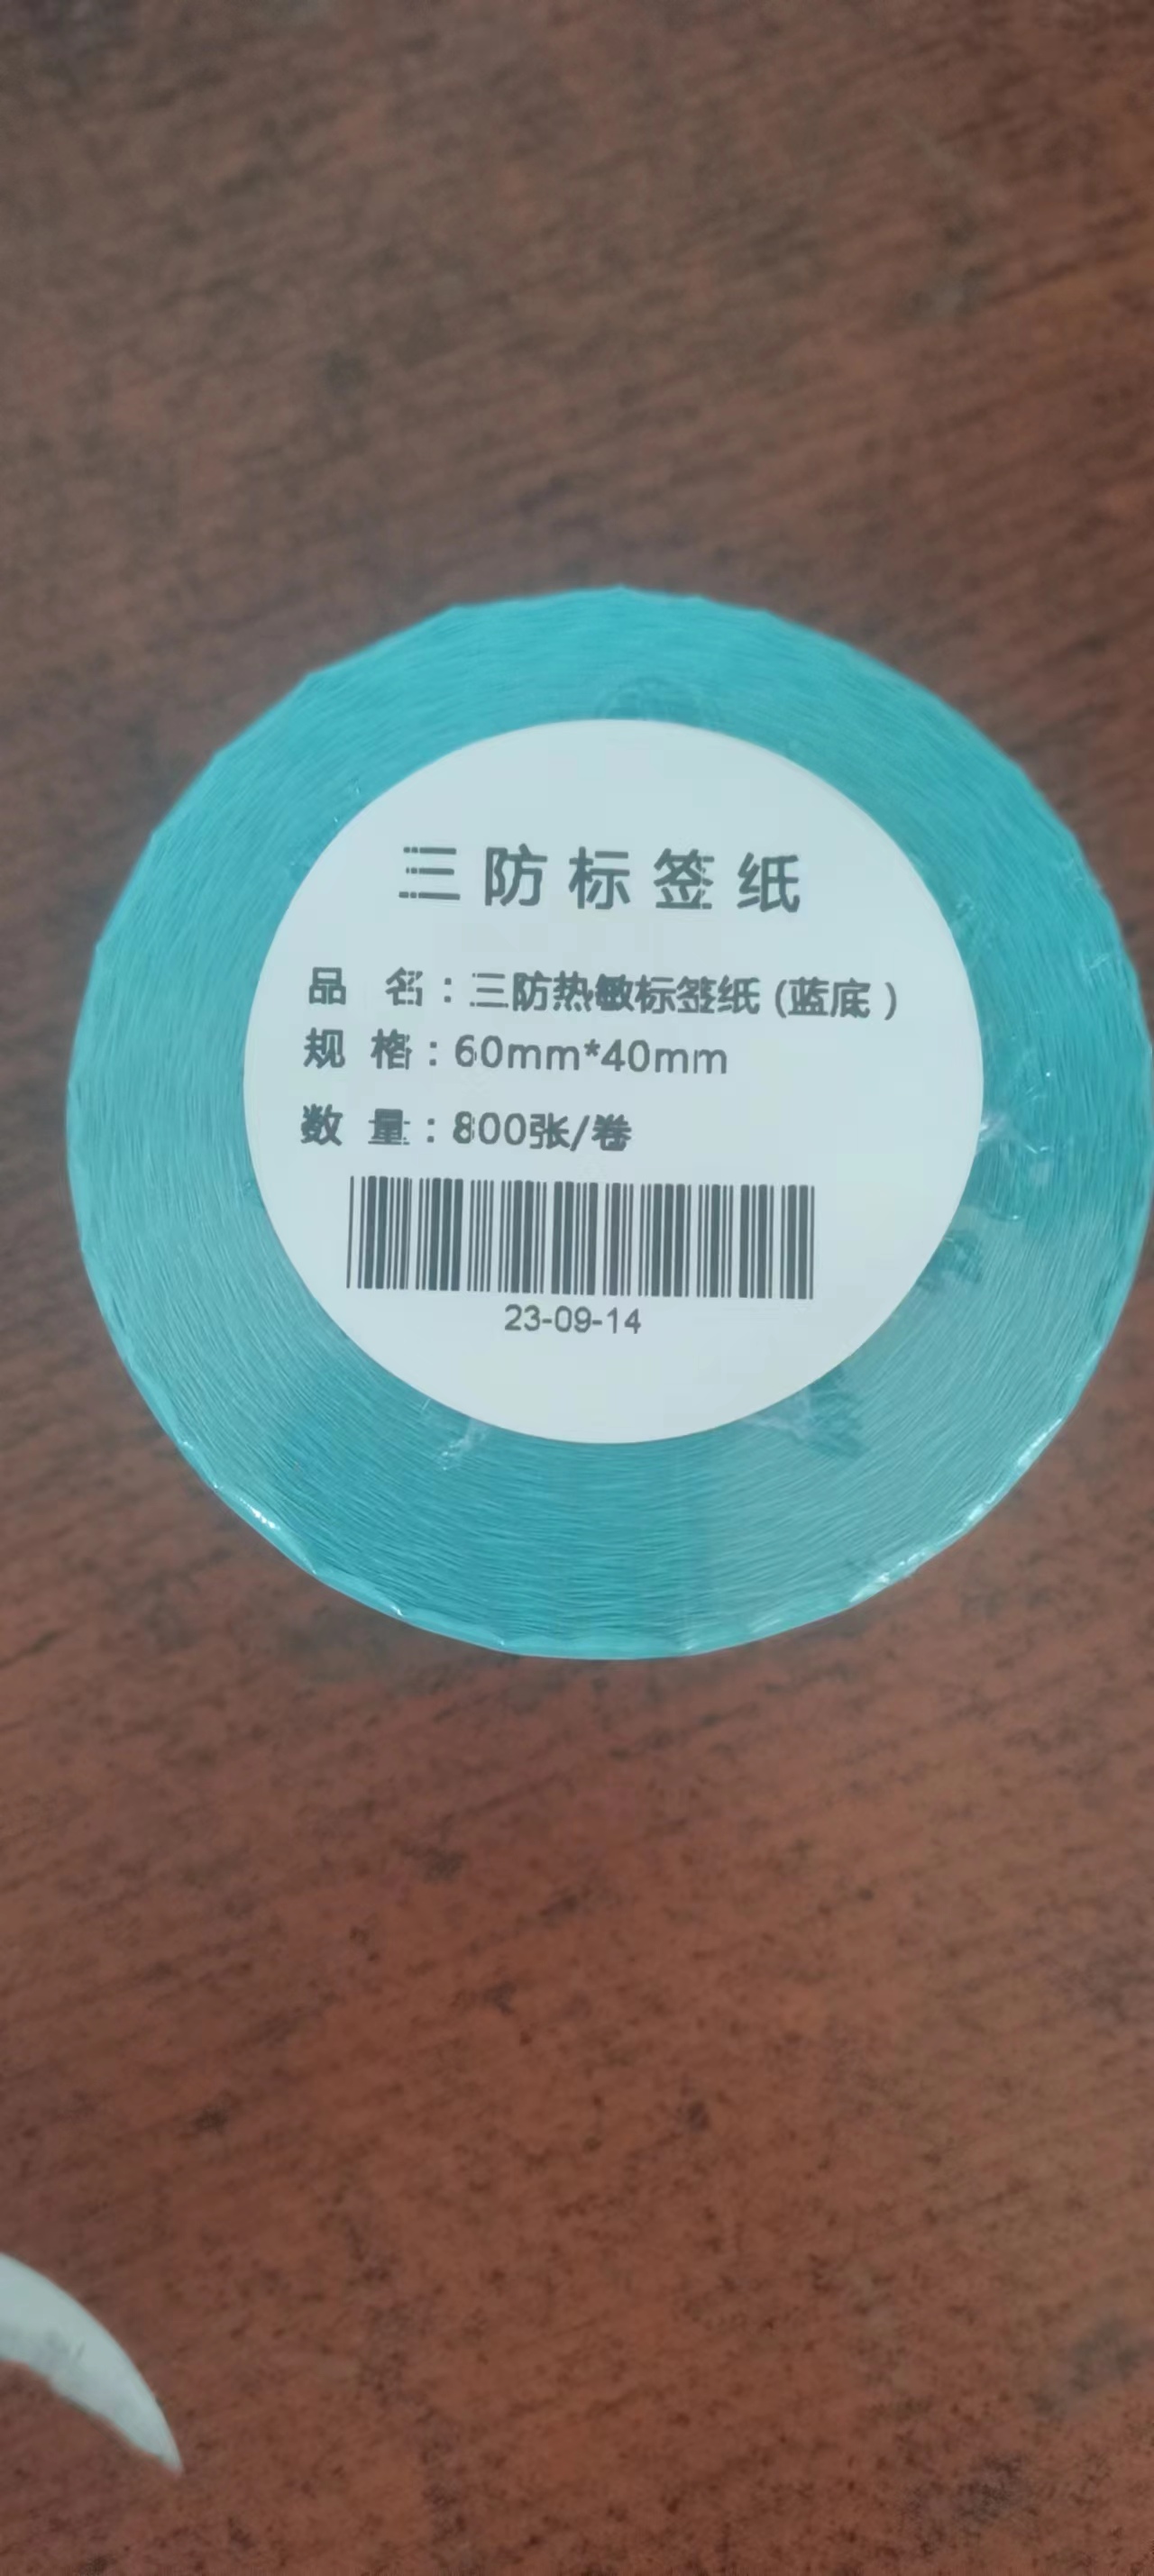 三防标签纸
品 名：三防热敏标签纸 (蓝底 )
规 格：60mm*40mm
数 量：800张/卷
23-09-14